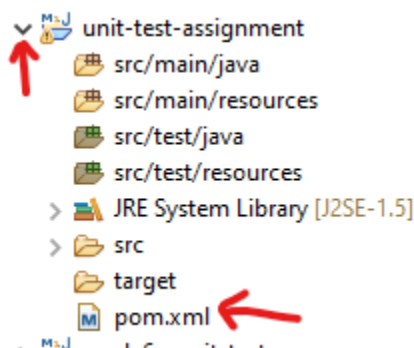 unit-test-assignment
src/main/java
src/main/resources
src/test/java
src/test/resources
JRE System Library [J2SE-1.5]
src
target
pom.xml